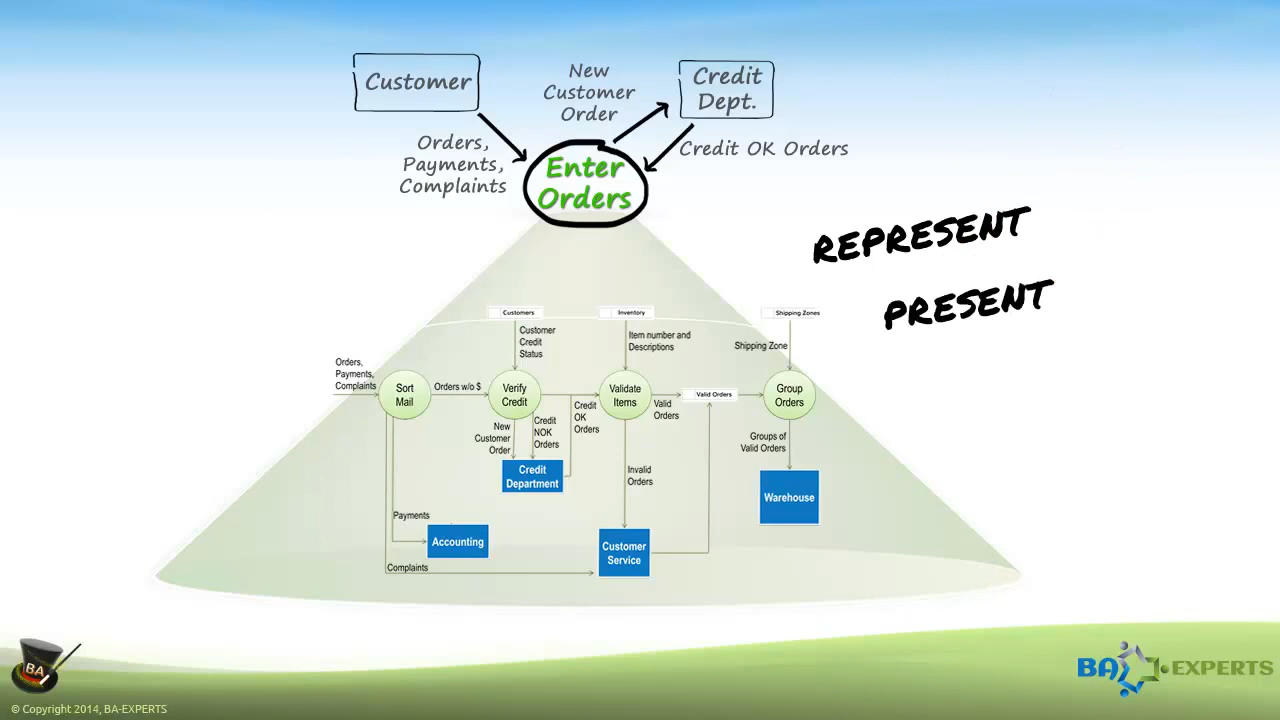 Customer
New
Customer
Order
Credit
Dept.
Orders,
Payments,
Complaints
Credit OK Orders
Enter
Orders
REPRESENT
PRESENT
Customers
Inventory
Shipping Zones
Customer
Credit
Status
Item number and
Descriptions
Shipping Zone
Orders,
Payments,
Complaints
Sort
Mail
Orders w/o $
Verify
Credit
Validate
Items
Valid Orders
Group
Orders
New
Customer
Order
Credit
NOK
Orders
Credit
OK
Orders
Valid
Orders
Groups of
Valid Orders
Credit
Department
Invalid
Orders
Warehouse
Payments
Accounting
Customer
Service
Complaints
BA
BA EXPERTS
© Copyright 2014, BA-EXPERTS